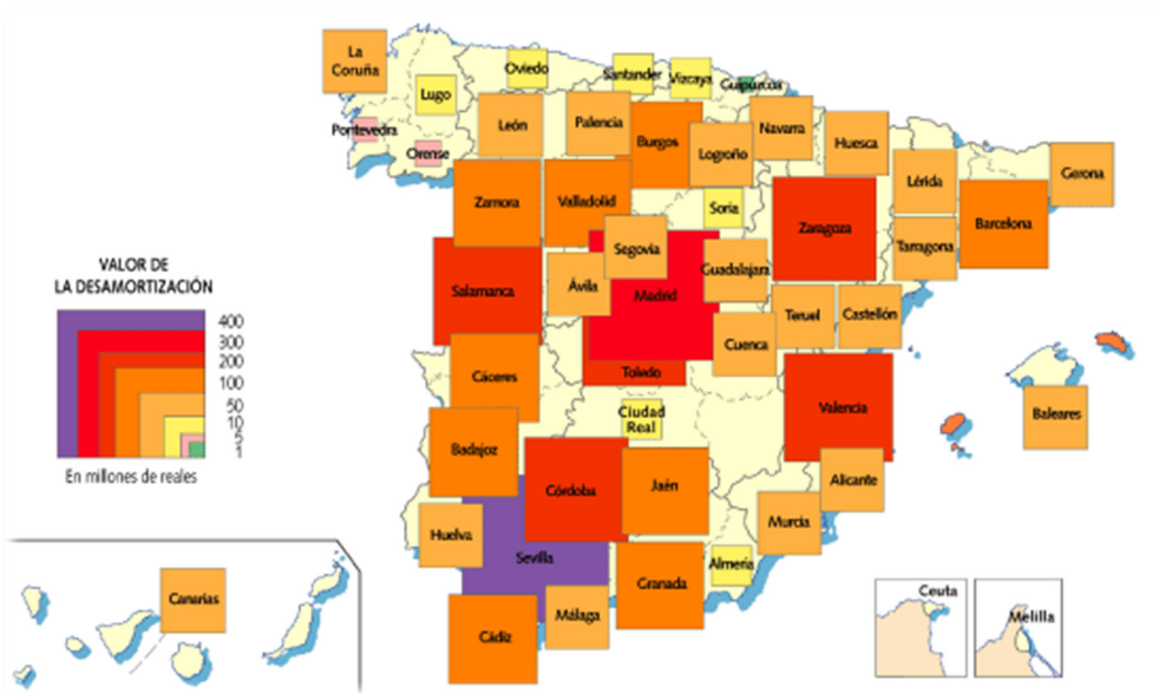 La
Coruña
Lugo
Oviedo
Santander
Vizcaya
Guipúzcoa
Pontevedra
Orense
León
Palencia
Burgos
Logroño
Navarra
Huesca
Lérida
Gerona
Zamora
Valladolid
Soria
Zaragoza
Tarragona
Barcelona
Segovia
Salamanca
Ávila
Madrid
Guadalajara
Teruel
Castellón
Cuenca
Toledo
Cáceres
Ciudad
Real
Valencia
Baleares
Badajoz
Córdoba
Jaén
Alicante
Murcia
Huelva
Sevilla
Almería
Granada
Málaga
Cádiz
Canarias
Ceuta
Melilla
VALOR DE
LA DESAMORTIZACIÓN
400
300
200
100
50
10
5
1
En millones de reales